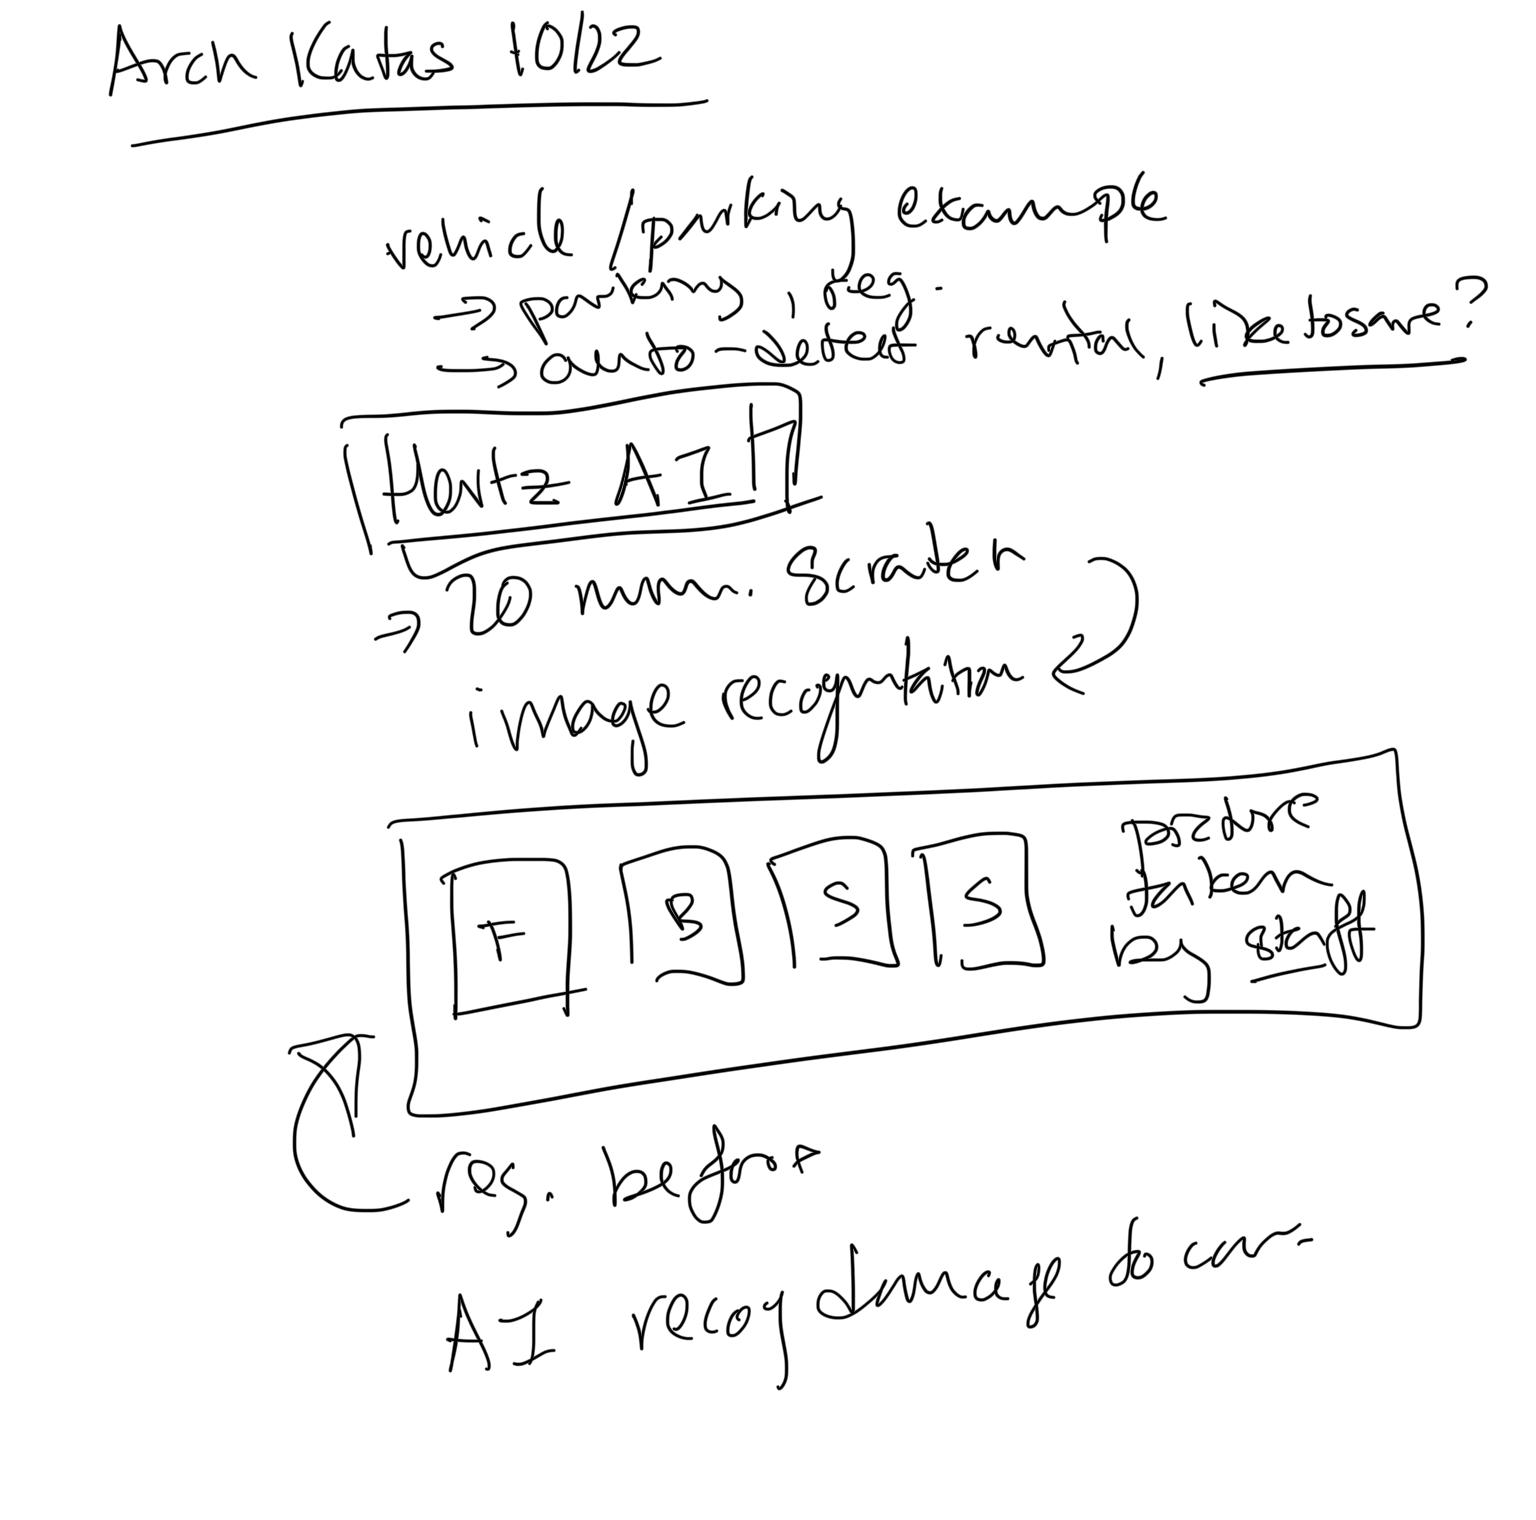 Arch Katas 10/22
vehicle / parking example
→ parking, reg.
→ auto-detect rental, like to save?
Hertz AI
→ 20 mm. scratch
image recognition
F B S S
picture
taken
by staff
reg. before
AI recog damage to car.